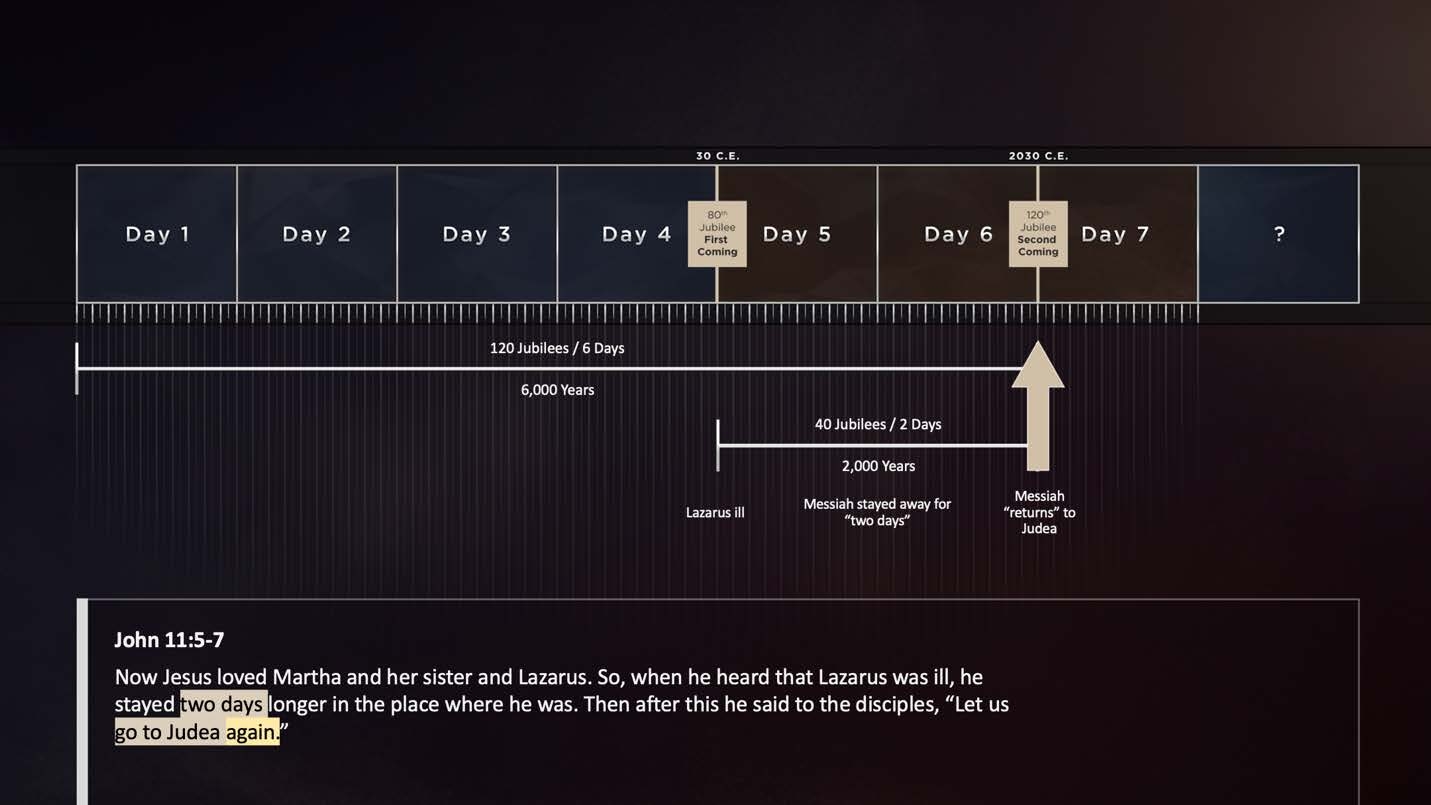 30 C.E.
2030 C.E.
Day 1
Day 2
Day 3
Day 4
80th
Jubilee
First
Coming
Day 5
Day 6
120th
Jubilee
Second
Coming
Day 7
?
120 Jubilees / 6 Days
6,000 Years
40 Jubilees / 2 Days
2,000 Years
Lazarus ill
Messiah stayed away for
“two days”
Messiah
“returns” to
Judea
John 11:5-7
Now Jesus loved Martha and her sister and Lazarus. So, when he heard that Lazarus was ill, he
stayed two days longer in the place where he was. Then after this he said to the disciples, “Let us
go to Judea again.”